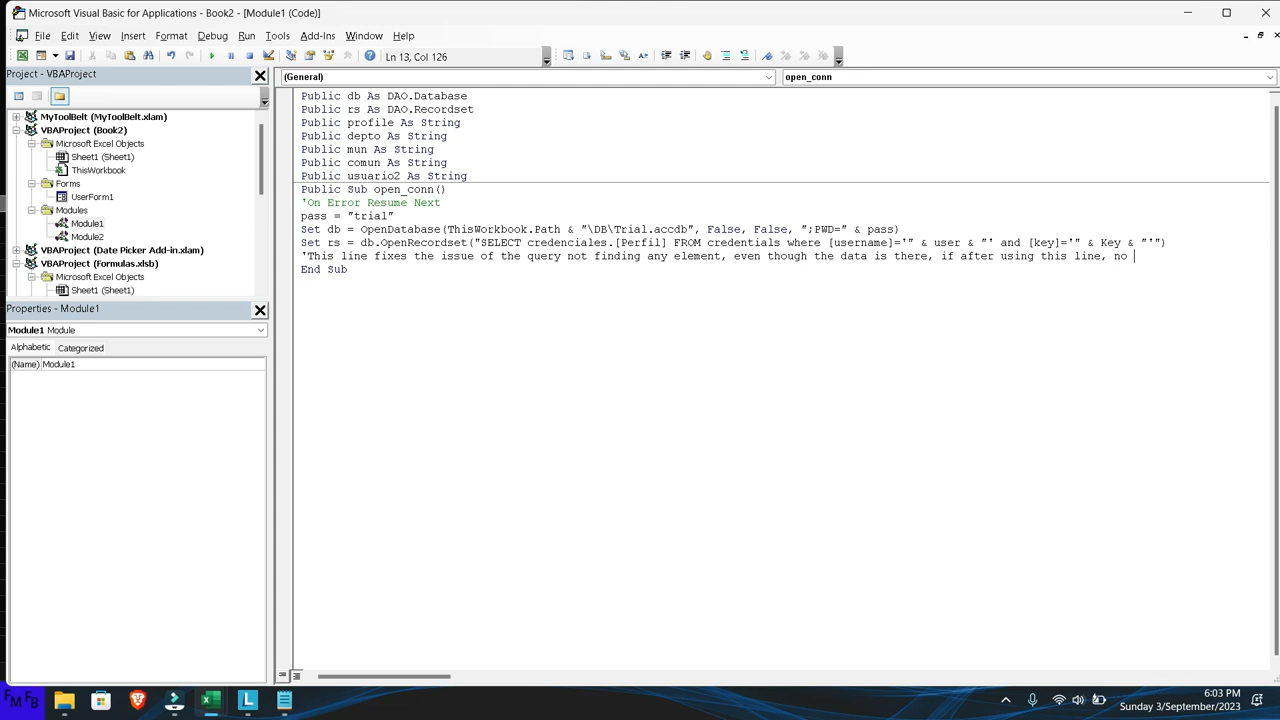 Microsoft Visual Basic for Applications - Book2 - [Module1 (Code)]
File Edit View Insert Format Debug Run Tools Add-Ins Window Help
Ln 13, Col 126
Project - VBAProject
MyToolBelt (MyToolBelt.xlam)
VBAProject (Book2)
Microsoft Excel Objects
Sheet1 (Sheet1)
ThisWorkbook
Forms
UserForm1
Modules
Module1
Module2
VBAProject (Date Picker Add-in.xlam)
VBAProject (Formulas.xlsb)
Microsoft Excel Objects
Sheet1 (Sheet1)
Properties - Module1
Module1 Module
Alphabetic Categorized
(Name) Module1
(General) open_conn
Public db As DAO.Database
Public rs As DAO.Recordset
Public profile As String
Public depto As String
Public mun As String
Public comun As String
Public usuario2 As String
Public Sub open_conn()
'On Error Resume Next
pass = "trial"
Set db = OpenDatabase(ThisWorkbook.Path & "\DB\Trial.accdb", False, False, ";PWD=" & pass)
Set rs = db.OpenRecordset("SELECT credenciales.[Perfil] FROM credentials where [username]='" & user & "' and [key]='" & Key & "'")
'This line fixes the issue of the query not finding any element, even though the data is there, if after using this line, no
End Sub
FM FB
L
6:03 PM
Sunday 3/September/2023